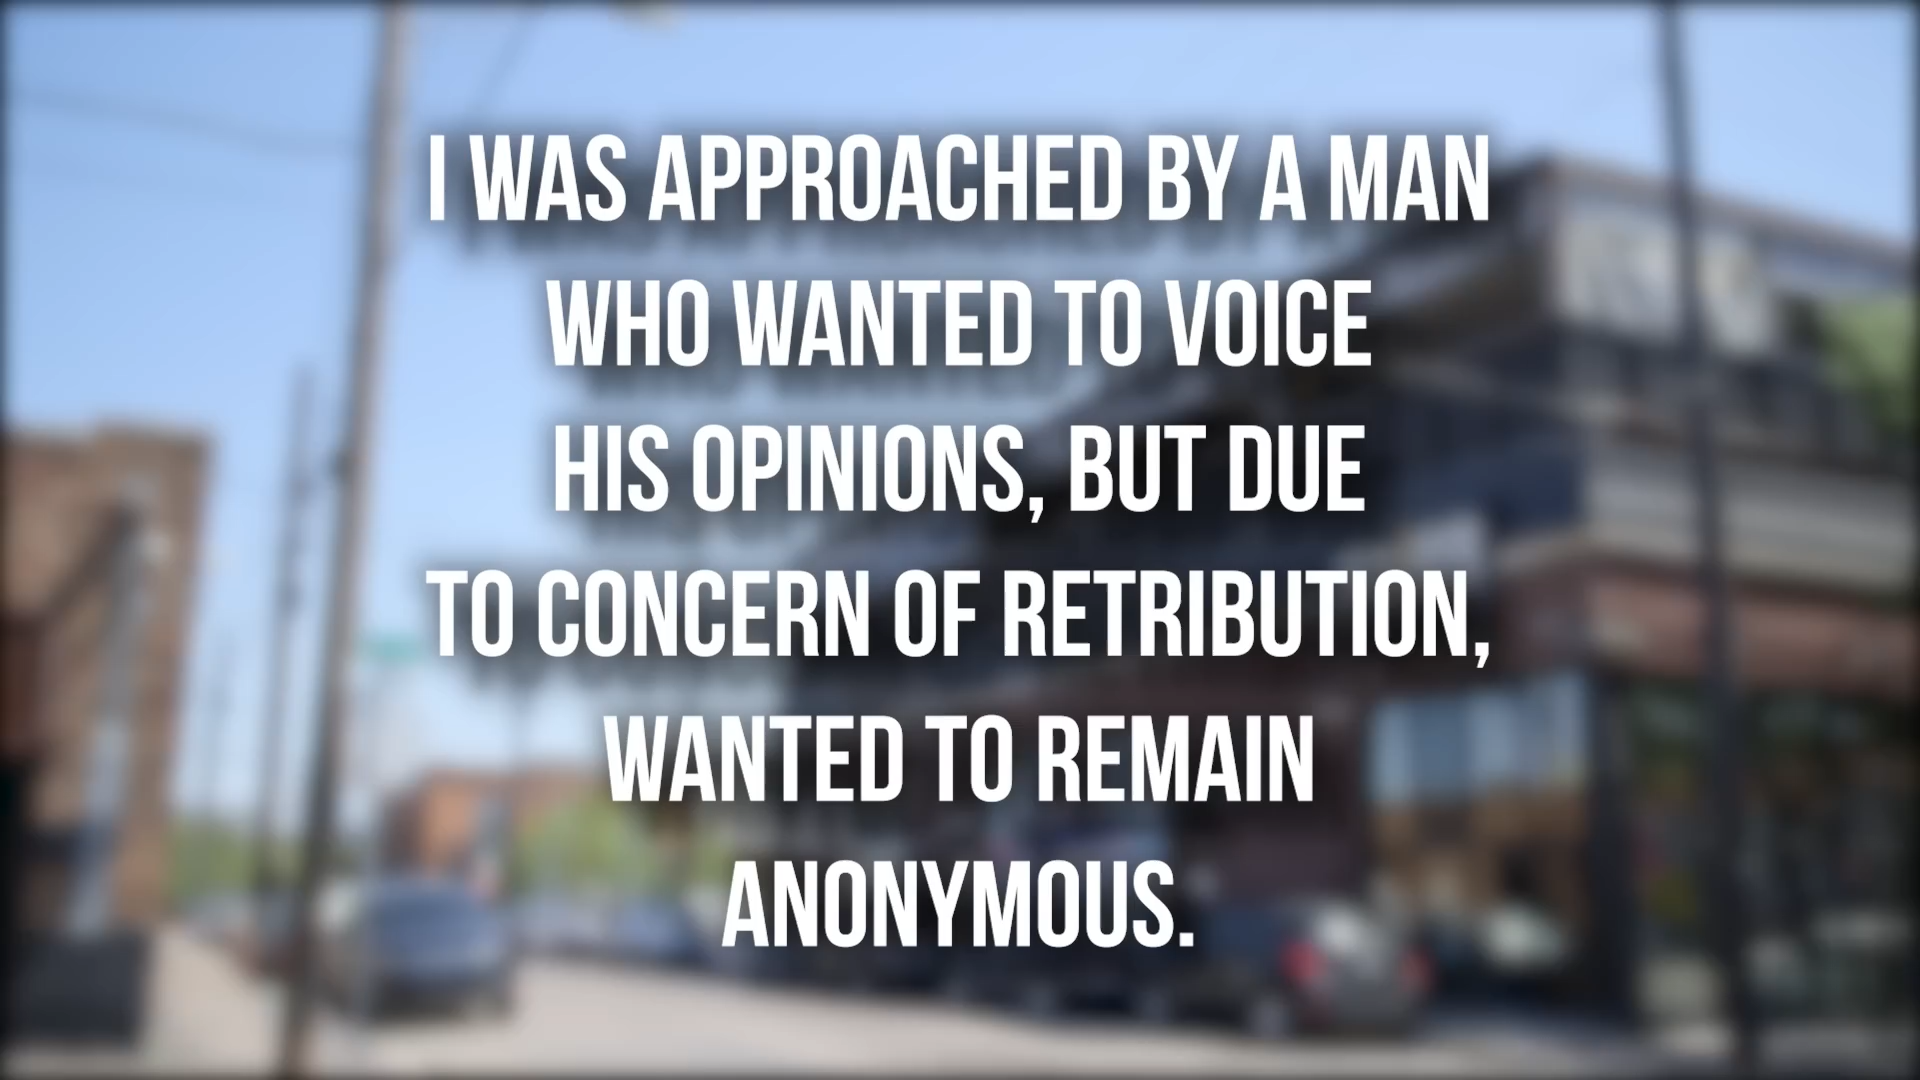 I WAS APPROACHED BY A MAN
WHO WANTED TO VOICE
HIS OPINIONS, BUT DUE
TO CONCERN OF RETRIBUTION,
WANTED TO REMAIN
ANONYMOUS.